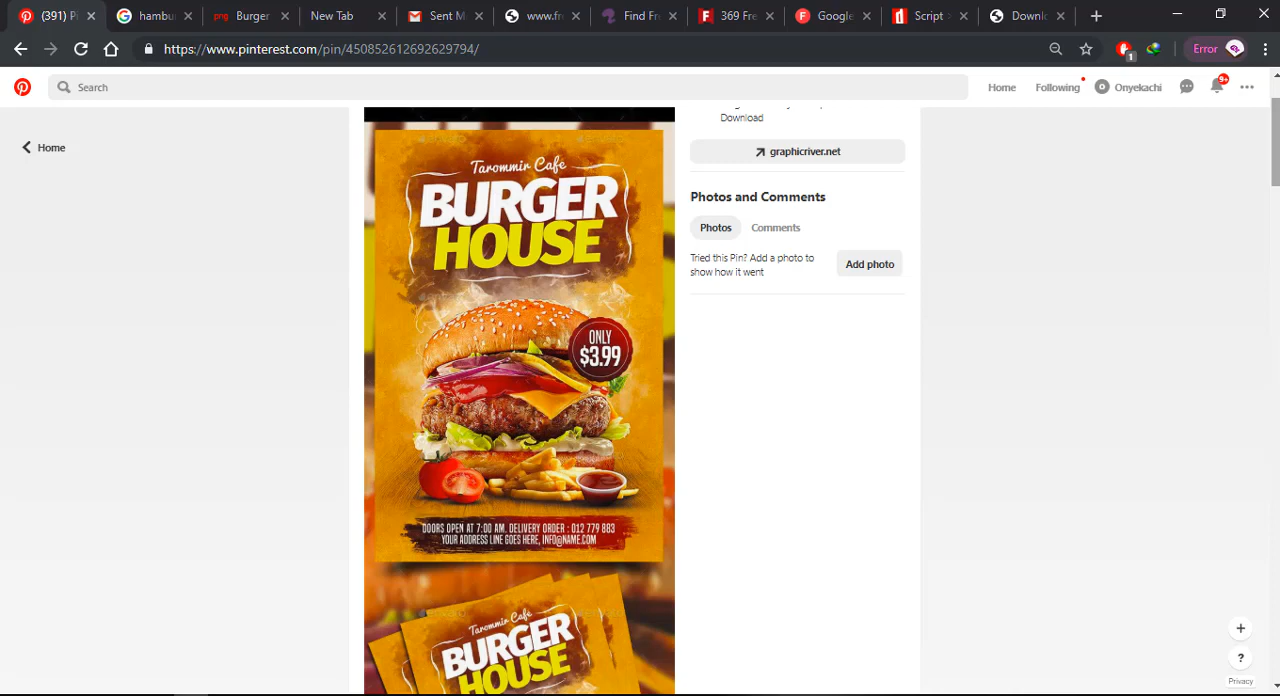 (391) Pi
hambu
png Burger
New Tab
Sent M
www.fr
Find Fr
369 Fre
Google
Script
Downl
https://www.pinterest.com/pin/450852612692629794/
1
Error
Search
Home
Following
Onyekachi
9+
Home
Download
graphicriver.net
Photos and Comments
Photos
Comments
Tried this Pin? Add a photo to
show how it went
Add photo
Tarommir Cafe
BURGER
HOUSE
ONLY
$3.99
DOORS OPEN AT 7:00 AM. DELIVERY ORDER : 012 779 883
YOUR ADDRESS LINE GOES HERE, INFO@NAME.COM
Tarommir Cafe
BURGER
HOUSE
+
?
Privacy